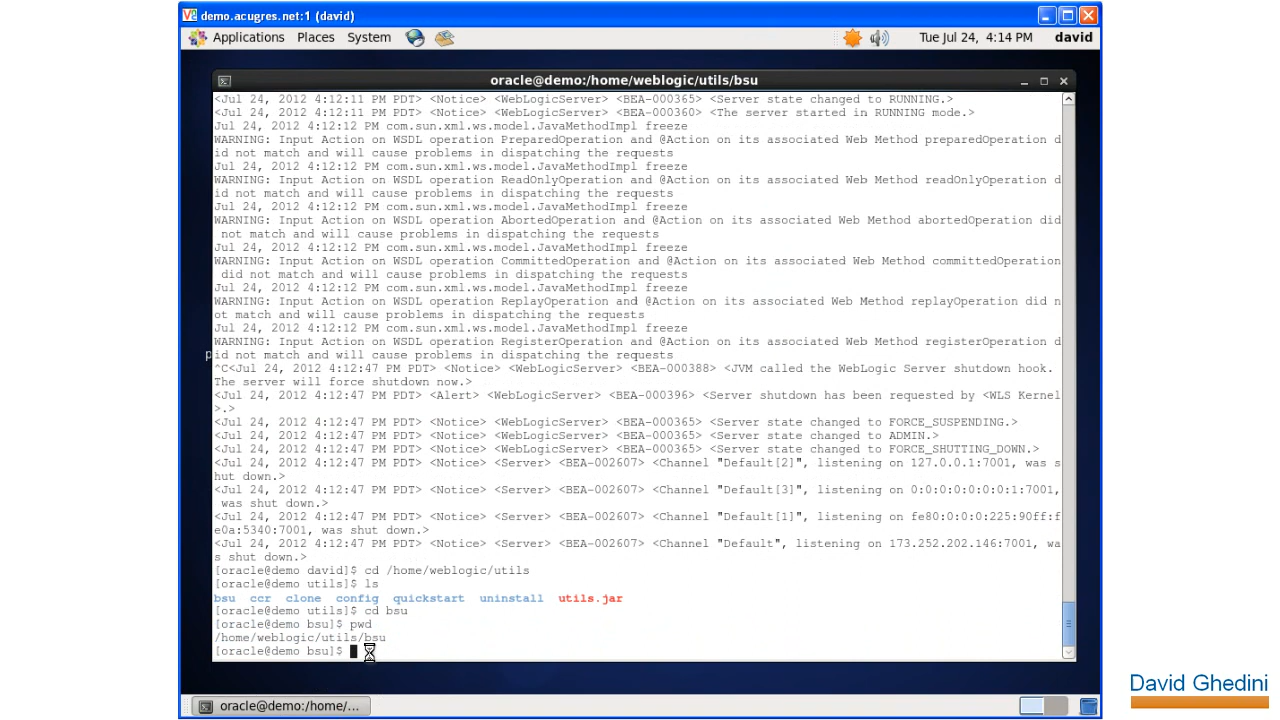 demo.acugres.net:1 (david)
Applications Places System Tue Jul 24, 4:14 PM david
oracle@demo:/home/weblogic/utils/bsu
<Jul 24, 2012 4:12:11 PM PDT> <Notice> <WebLogicServer> <BEA-000365> <Server state changed to RUNNING.>
<Jul 24, 2012 4:12:11 PM PDT> <Notice> <WebLogicServer> <BEA-000360> <The server started in RUNNING mode.>
Jul 24, 2012 4:12:12 PM com.sun.xml.ws.model.JavaMethodImpl freeze
WARNING: Input Action on WSDL operation PreparedOperation and @Action on its associated Web Method preparedOperation d
id not match and will cause problems in dispatching the requests
Jul 24, 2012 4:12:12 PM com.sun.xml.ws.model.JavaMethodImpl freeze
WARNING: Input Action on WSDL operation ReadOnlyOperation and @Action on its associated Web Method readOnlyOperation d
id not match and will cause problems in dispatching the requests
Jul 24, 2012 4:12:12 PM com.sun.xml.ws.model.JavaMethodImpl freeze
WARNING: Input Action on WSDL operation AbortedOperation and @Action on its associated Web Method abortedOperation did
not match and will cause problems in dispatching the requests
Jul 24, 2012 4:12:12 PM com.sun.xml.ws.model.JavaMethodImpl freeze
WARNING: Input Action on WSDL operation CommittedOperation and @Action on its associated Web Method committedOperation
did not match and will cause problems in dispatching the requests
Jul 24, 2012 4:12:12 PM com.sun.xml.ws.model.JavaMethodImpl freeze
WARNING: Input Action on WSDL operation ReplayOperation and @Action on its associated Web Method replayOperation did n
ot match and will cause problems in dispatching the requests
Jul 24, 2012 4:12:12 PM com.sun.xml.ws.model.JavaMethodImpl freeze
WARNING: Input Action on WSDL operation RegisterOperation and @Action on its associated Web Method registerOperation d
id not match and will cause problems in dispatching the requests
^C<Jul 24, 2012 4:12:47 PM PDT> <Notice> <WebLogicServer> <BEA-000388> <JVM called the WebLogic Server shutdown hook.
The server will force shutdown now.>
<Jul 24, 2012 4:12:47 PM PDT> <Alert> <WebLogicServer> <BEA-000396> <Server shutdown has been requested by <WLS Kernel
>.>
<Jul 24, 2012 4:12:47 PM PDT> <Notice> <WebLogicServer> <BEA-000365> <Server state changed to FORCE_SUSPENDING.>
<Jul 24, 2012 4:12:47 PM PDT> <Notice> <WebLogicServer> <BEA-000365> <Server state changed to ADMIN.>
<Jul 24, 2012 4:12:47 PM PDT> <Notice> <WebLogicServer> <BEA-000365> <Server state changed to FORCE_SHUTTING_DOWN.>
<Jul 24, 2012 4:12:47 PM PDT> <Notice> <Server> <BEA-002607> <Channel "Default[2]", listening on 127.0.0.1:7001, was s
hut down.>
<Jul 24, 2012 4:12:47 PM PDT> <Notice> <Server> <BEA-002607> <Channel "Default[3]", listening on 0:0:0:0:0:0:0:1:7001,
was shut down.>
<Jul 24, 2012 4:12:47 PM PDT> <Notice> <Server> <BEA-002607> <Channel "Default[1]", listening on fe80:0:0:0:225:90ff:f
e0a:5340:7001, was shut down.>
<Jul 24, 2012 4:12:47 PM PDT> <Notice> <Server> <BEA-002607> <Channel "Default", listening on 173.252.202.146:7001, wa
s shut down.>
[oracle@demo david]$ cd /home/weblogic/utils
[oracle@demo utils]$ ls
bsu ccr clone config quickstart uninstall utils.jar
[oracle@demo utils]$ cd bsu
[oracle@demo bsu]$ pwd
/home/weblogic/utils/bsu
[oracle@demo bsu]$
oracle@demo:/home/...
David Ghedini